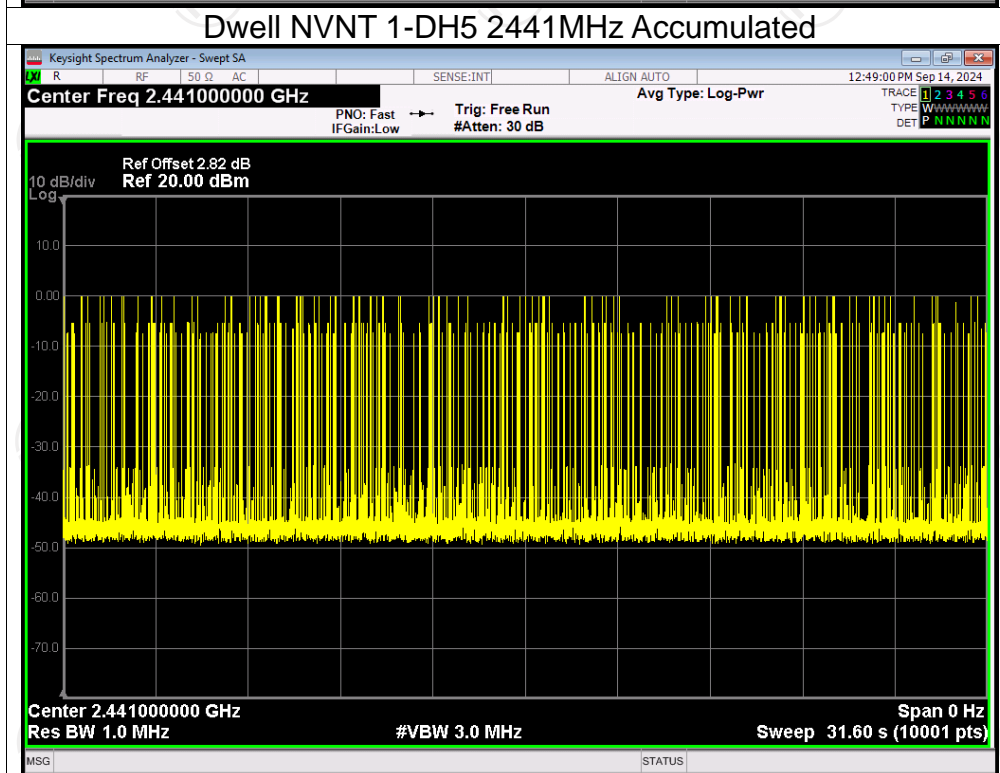 Dwell NVNT 1-DH5 2441MHz Accumulated
Keysight Spectrum Analyzer - Swept SA
LXI R RF 50 Ω AC SENSE:INT ALIGN AUTO 12:49:00 PM Sep 14, 2024
Center Freq 2.441000000 GHz Avg Type: Log-Pwr TRACE 1 2 3 4 5 6
PNO: Fast Trig: Free Run TYPE WWWWWWW
IFGain:Low #Atten: 30 dB DET P N N N N N
Ref Offset 2.82 dB
10 dB/div Ref 20.00 dBm
Log
10.0
0.00
-10.0
-20.0
-30.0
-40.0
-50.0
-60.0
-70.0
Center 2.441000000 GHz Span 0 Hz
Res BW 1.0 MHz #VBW 3.0 MHz Sweep 31.60 s (10001 pts)
MSG STATUS